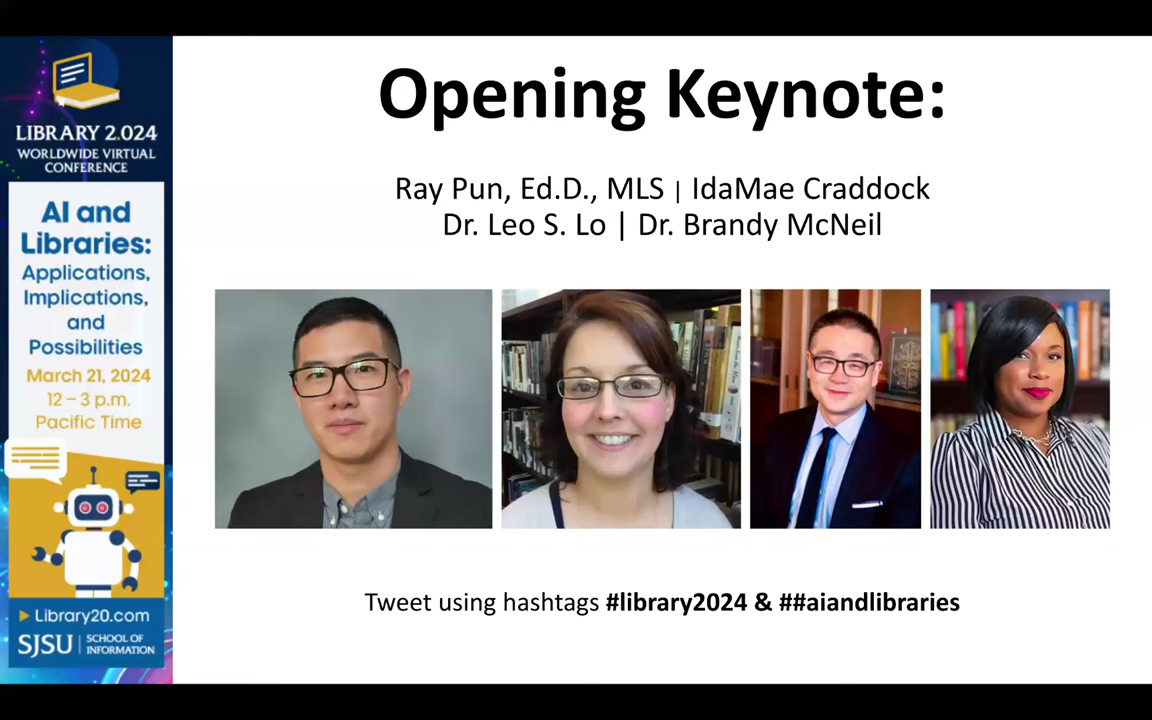 LIBRARY 2.024
WORLDWIDE VIRTUAL
CONFERENCE
AI and
Libraries:
Applications,
Implications,
and
Possibilities
March 21, 2024
12 – 3 p.m.
Pacific Time
Library20.com
SJSU | SCHOOL OF
INFORMATION
Opening Keynote:
Ray Pun, Ed.D., MLS | IdaMae Craddock
Dr. Leo S. Lo | Dr. Brandy McNeil
Tweet using hashtags #library2024 & ##aiandlibraries